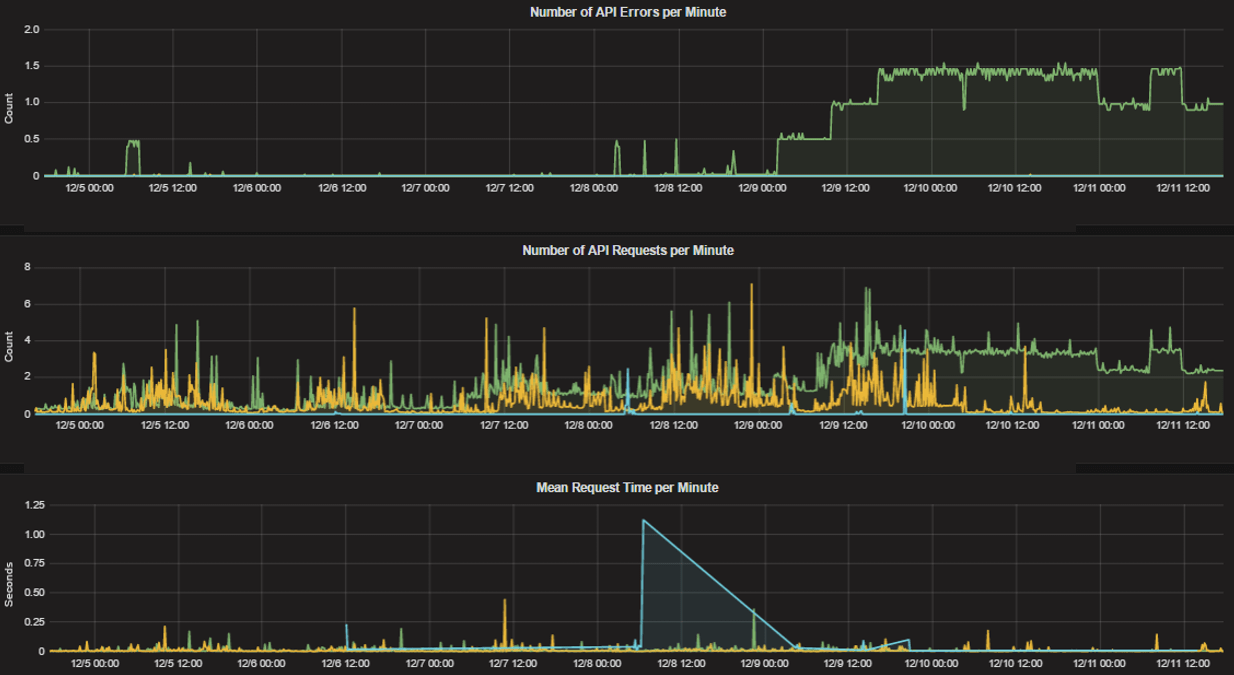 Number of API Errors per Minute
2.0
1.5
1.0
0.5
0
Count
12/5 00:00 12/5 12:00 12/6 00:00 12/6 12:00 12/7 00:00 12/7 12:00 12/8 00:00 12/8 12:00 12/9 00:00 12/9 12:00 12/10 00:00 12/10 12:00 12/11 00:00 12/11 12:00
Number of API Requests per Minute
8
6
4
2
0
Count
12/5 00:00 12/5 12:00 12/6 00:00 12/6 12:00 12/7 00:00 12/7 12:00 12/8 00:00 12/8 12:00 12/9 00:00 12/9 12:00 12/10 00:00 12/10 12:00 12/11 00:00 12/11 12:00
Mean Request Time per Minute
1.25
1.00
0.75
0.50
0.25
0
Seconds
12/5 00:00 12/5 12:00 12/6 00:00 12/6 12:00 12/7 00:00 12/7 12:00 12/8 00:00 12/8 12:00 12/9 00:00 12/9 12:00 12/10 00:00 12/10 12:00 12/11 00:00 12/11 12:00